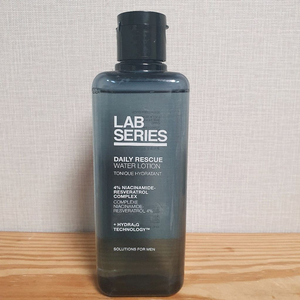 LAB
SERIES
DAILY RESCUE
WATER LOTION
TONIQUE HYDRATANT
4% NIACINAMIDE-
RESVERATROL
COMPLEX
COMPLEXE
NIACINAMIDE-
RESVERATROL 4%
+ HYDRA2G
TECHNOLOGY™
SOLUTIONS FOR MEN